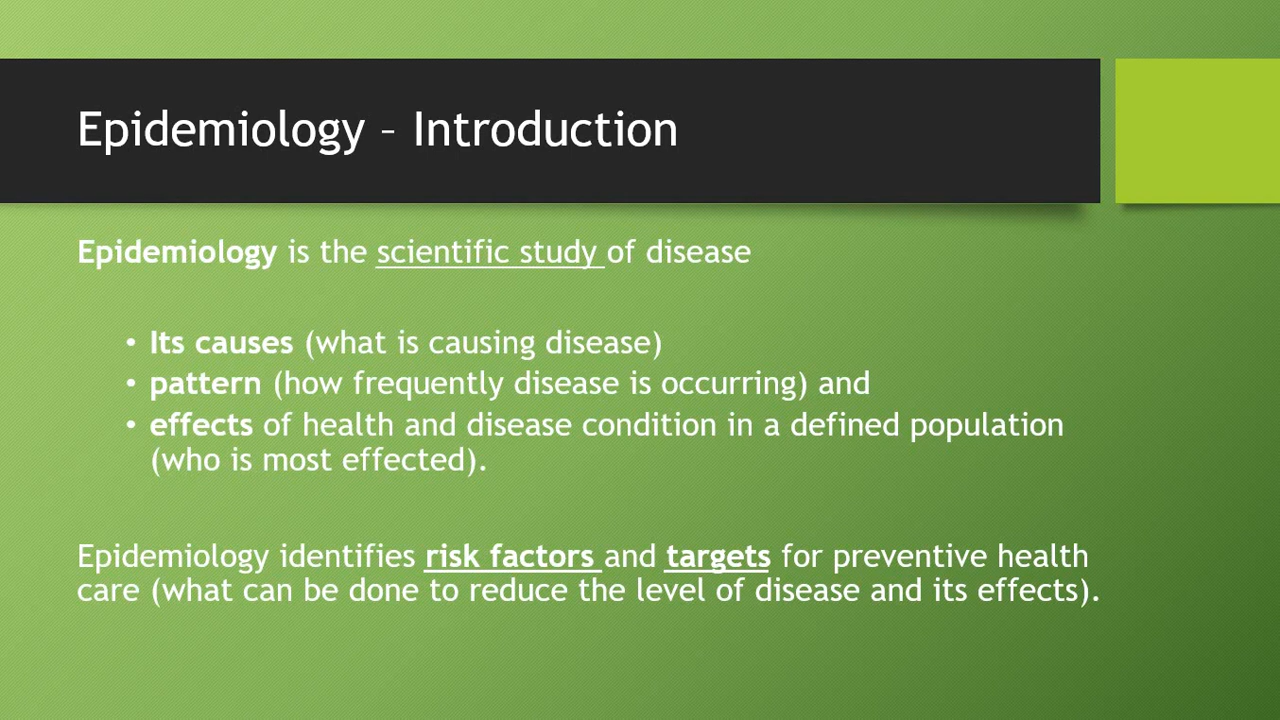 Epidemiology – Introduction
Epidemiology is the scientific study of disease
• Its causes (what is causing disease)
• pattern (how frequently disease is occurring) and
• effects of health and disease condition in a defined population
(who is most effected).
Epidemiology identifies risk factors and targets for preventive health
care (what can be done to reduce the level of disease and its effects).